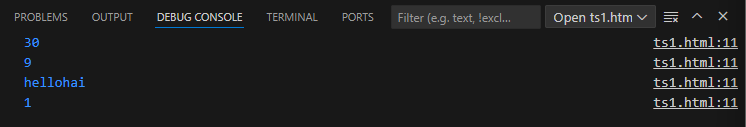 PROBLEMS OUTPUT DEBUG CONSOLE TERMINAL PORTS Filter (e.g. text, !excl... Open ts1.htm
30 ts1.html:11
9 ts1.html:11
hellohai ts1.html:11
1 ts1.html:11